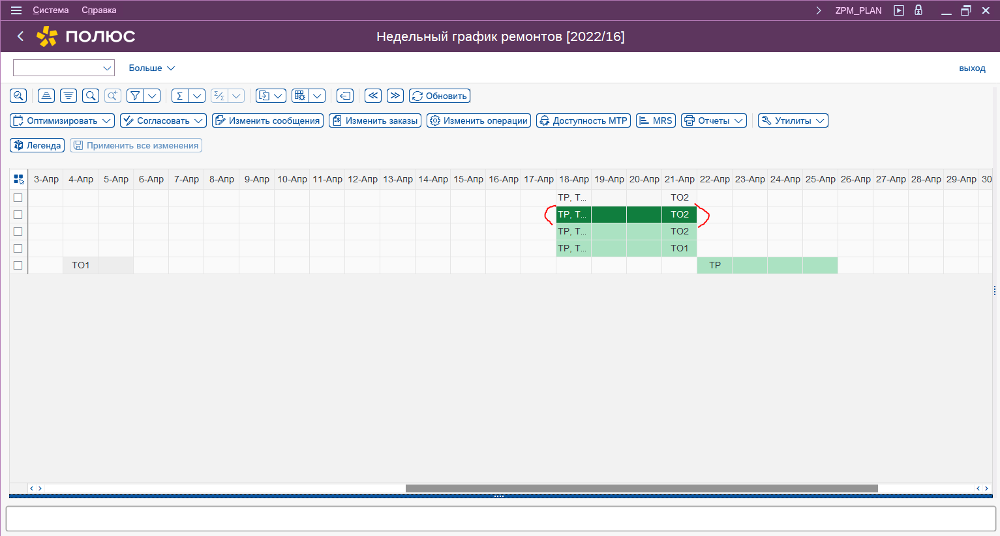 Система Справка ZPM_PLAN
ПОЛЮС Недельный график ремонтов [2022/16]
Больше выход
Обновить
Оптимизировать Согласовать Изменить сообщения Изменить заказы Изменить операции Доступность МТР MRS Отчеты Утилиты
Легенда Применить все изменения
3-Апр 4-Апр 5-Апр 6-Апр 7-Апр 8-Апр 9-Апр 10-Апр 11-Апр 12-Апр 13-Апр 14-Апр 15-Апр 16-Апр 17-Апр 18-Апр 19-Апр 20-Апр 21-Апр 22-Апр 23-Апр 24-Апр 25-Апр 26-Апр 27-Апр 28-Апр 29-Апр 30
ТР, Т... ТО2
ТР, Т... ТО2
ТР, Т... ТО2
ТР, Т... ТО1
ТО1 ТР